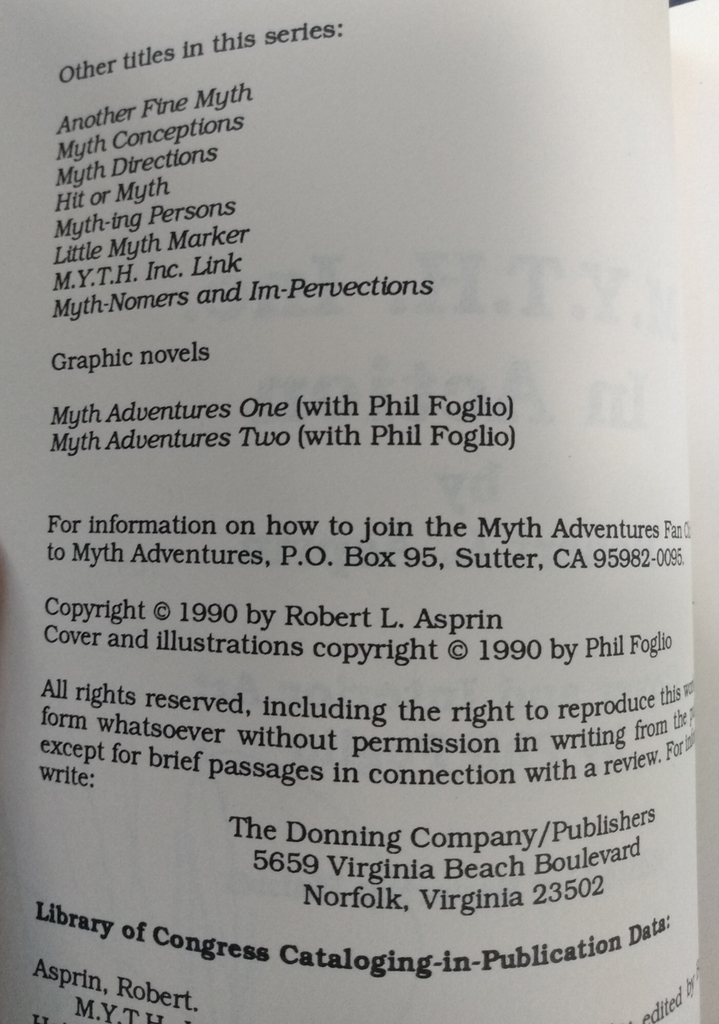 Other titles in this series:
Another Fine Myth
Myth Conceptions
Myth Directions
Hit or Myth
Myth-ing Persons
Little Myth Marker
M.Y.T.H. Inc. Link
Myth-Nomers and Im-Pervections
Graphic novels
Myth Adventures One (with Phil Foglio)
Myth Adventures Two (with Phil Foglio)
For information on how to join the Myth Adventures Fan
to Myth Adventures, P.O. Box 95, Sutter, CA 95982-0095.
Copyright © 1990 by Robert L. Asprin
Cover and illustrations copyright © 1990 by Phil Foglio
All rights reserved, including the right to reproduce this
form whatsoever without permission in writing from the
except for brief passages in connection with a review. For
write:
The Donning Company/Publishers
5659 Virginia Beach Boulevard
Norfolk, Virginia 23502
Library of Congress Cataloging-in-Publication Data:
Asprin, Robert.
M.Y.T.H.
edited by